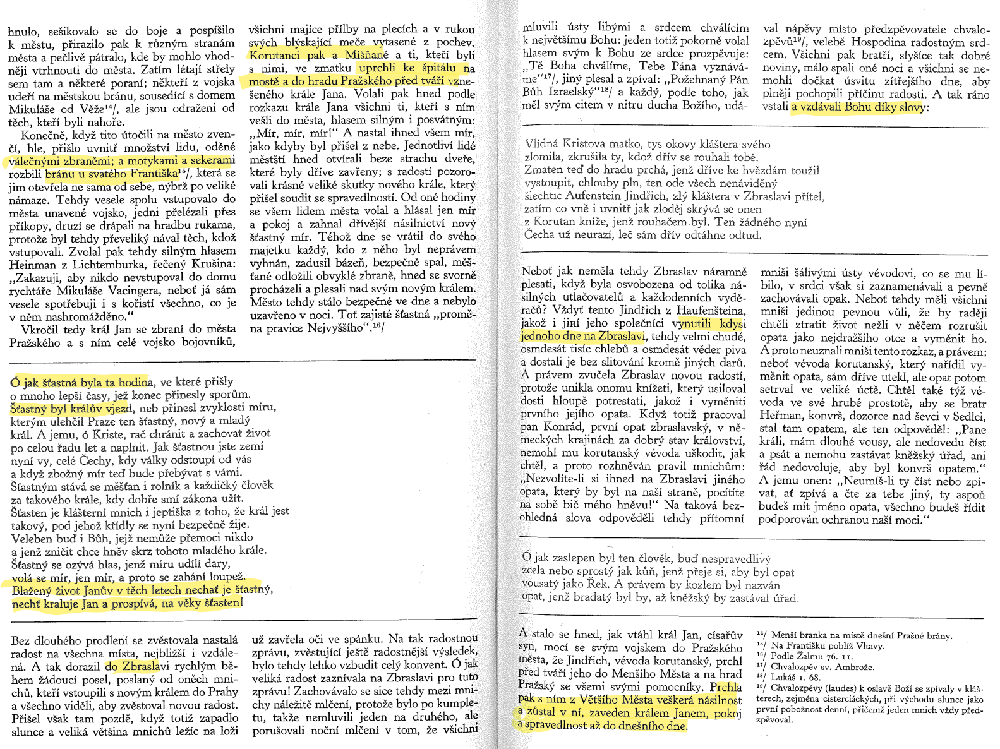 hnulo, sešikovalo se do boje a pospíšilo
k městu, přirazilo pak k různým stranám
města a pečlivě pátralo, kde by mohlo vhod-
něji vtrhnouti do města. Zatím létají střely
sem tam a některé poraní; někteří z vojska
udeří na městskou bránu, sousedící s domem
Mikuláše od Věže¹⁴/, ale jsou odraženi od
těch, kteří byli nahoře.
Konečně, když tito útočili na město zven-
čí, hle, přišlo uvnitř množství lidu, oděné
válečnými zbraněmi; a motykami a sekerami
rozbili bránu u svatého Františka¹⁵/, která se
jim otevřela ne sama od sebe, nýbrž po veliké
námaze. Tehdy vesele spolu vstupovalo do
města unavené vojsko, jedni přelézali přes
příkopy, druzí se drápali na hradbu rukama,
protože byl tehdy převeliký nával těch, kdož
vstupovali. Zvolal pak tehdy silným hlasem
Heinman z Lichtemburka, řečený Krušina:
„Zakazuji, aby nikdo nevstupoval do domu
rychtáře Mikuláše Vacingera, neboť já sám
vesele spotřebuji i s kořistí všechno, co je
v něm nashromážděno.“
Vkročil tedy král Jan se zbraní do města
Pražského a s ním celé vojsko bojovníků,
všichni majíce přílby na plecích a v rukou
svých blýskající meče vytasené z pochev.
Korutanci pak a Míšňané a ti, kteří byli
s nimi, ve zmatku uprchli ke špitálu na
mostě a do hradu Pražského před tváří vzne-
šeného krále Jana. Volali pak hned podle
rozkazu krále Jana všichni ti, kteří s ním
vešli do města, hlasem silným i posvátným:
„Mír, mír, mír!“ A nastal ihned všem mír,
jako kdyby byl přišel z nebe. Jednotliví lidé
městští hned otvírali beze strachu dveře,
které byly dříve zavřeny; s radostí pozoro-
vali krásné veliké skutky nového krále, který
přišel soudit se spravedlností. Od oné hodiny
se všem lidem města volal a hlásal jen mír
a pokoj a zahnal dřívější násilnictví nový
šťastný mír. Téhož dne se vrátil do svého
majetku každý, kdo z něho byl neprávem
vyhnán, zadusil bázeň, bezpečně spal, měš-
ťané odložili obvyklé zbraně, hned se svorně
procházeli a plesali nad svým novým králem.
Město tehdy stálo bezpečné ve dne a nebylo
uzavřeno v noci. Toť zajisté šťastná „promě-
na pravice Nejvyššího“.¹⁶/
Ó jak šťastná byla ta hodina, ve které přišly
o mnoho lepší časy, jež konec přinesly sporům.
Šťastný byl králův vjezd, neb přinesl zvyklosti míru,
kterým ulehčil Praze ten šťastný, nový a mladý
král. A jemu, ó Kriste, rač chránit a zachovat život
po celou řadu let a naplnit. Jak šťastnou jste zemí
nyní vy, celé Čechy, kdy války odstoupí od vás
a když zbožný mír teď bude přebývat s vámi.
Šťastným stává se měšťan i rolník a každičký člověk
za takového krále, kdy dobře smí zákona užít.
Šťasten je klášterní mnich i jeptiška z toho, že král jest
takový, pod jehož křídly se nyní bezpečně žije.
Veleben buď i Bůh, jejž nemůže přemoci nikdo
a jenž zničit chce hněv skrz tohoto mladého krále.
Šťastný se ozývá hlas, jenž míru udílí dary,
volá se mír, jen mír, a proto se zahání loupež.
Blažený život Janův v těch letech nechať je šťastný,
nechť kraluje Jan a prospívá, na věky šťasten!
Bez dlouhého prodlení se zvěstovala nastalá
radost na všechna místa, nejbližší i vzdále-
ná. A tak dorazil do Zbraslavi rychlým bě-
hem žádoucí posel, poslaný od oněch mni-
chů, kteří vstoupili s novým králem do Prahy
a všechno viděli, aby zvěstoval novou radost.
Přišel však tam pozdě, když totiž zapadlo
slunce a veliká většina mnichů ležíc na loži
už zavřela oči ve spánku. Na tak radostnou
zprávu, zvěstující ještě radostnější výsledek,
bylo tehdy lehko vzbudit celý konvent. Ó jak
veliká radost zaznívala na Zbraslavi pro tuto
zprávu! Zachovávalo se sice tehdy mezi mni-
chy náležitě mlčení, protože bylo po kumple-
tu, takže nemluvili jeden na druhého, ale
porušovali noční mlčení v tom, že všichni
mluvili ústy libými a srdcem chválícím
k největšímu Bohu: jeden totiž pokorně volal
hlasem svým k Bohu ze srdce prozpěvuje:
„Tě Boha chválíme, Tebe Pána vyznává-
me“¹⁷/, jiný plesal a zpíval: „Požehnaný Pán
Bůh Izraelský“¹⁸/ a každý, podle toho, jak
měl svým citem v nitru ducha Božího, udá-
val nápěvy místo předzpěvovatele chvalo-
zpěvů¹⁹/, velebě Hospodina radostným srd-
cem. Všichni pak bratří, slyšíce tak dobré
noviny, málo spali oné noci a všichni se ne-
mohli dočkat úsvitu zítřejšího dne, aby
plněji pochopili příčinu radosti. A tak ráno
vstali a vzdávali Bohu díky slovy:
Vlídná Kristova matko, tys okovy kláštera svého
zlomila, zkrušila ty, kdož dřív se rouhali tobě.
Zmaten teď do hradu prchá, jenž dříve ke hvězdám toužil
vystoupit, chlouby pln, ten ode všech nenáviděný
šlechtic Aufenstein Jindřich, zlý kláštera v Zbraslavi přítel,
zatím co vně i uvnitř jak zloděj skrývá se onen
z Korutan kníže, jenž rouhačem byl. Ten žádného nyní
Čecha už neurazí, leč sám dřív odtáhne odtud.
Neboť jak neměla tehdy Zbraslav náramně
plesati, když byla osvobozena od tolika ná-
silných utlačovatelů a každodenních vydě-
račů? Vždyť tento Jindřich z Haufenšteina,
jakož i jiní jeho společníci vynutili kdysi
jednoho dne na Zbraslavi, tehdy velmi chudé,
osmdesát tisíc chlebů a osmdesát věder piva
a dostali je bez slitování kromě jiných darů.
A právem zvučela Zbraslav novou radostí,
protože unikla onomu knížeti, který usiloval
dosti hloupě potrestati, jakož i vyměniti
prvního jejího opata. Když totiž pracoval
pan Konrád, první opat zbraslavský, v ně-
meckých krajinách za dobrý stav království,
nemohl mu korutanský vévoda uškodit, jak
chtěl, a proto rozhněván pravil mnichům:
„Nezvolíte-li si ihned na Zbraslavi jiného
opata, který by byl na naší straně, pocítíte
na sobě bič mého hněvu!“ Na taková bez-
ohledná slova odpověděli tehdy přítomní
mniši šálivými ústy vévodovi, co se mu lí-
bilo, v srdci však si zaznamenávali a pevně
zachovávali opak. Neboť tehdy měli všichni
mniši jedinou pevnou vůli, že by raději
chtěli ztratit život nežli v něčem rozrušit
opata jako nejdražšího otce a vyměnit ho.
A proto neuznali mniši tento rozkaz, a právem;
neboť vévoda korutanský, který nařídil vy-
měnit opata, sám dříve utekl, ale opat potom
setrval ve veliké úctě. Chtěl také týž vé-
voda ve své hrubé prostotě, aby se bratr
Heřman, konvrš, dozorce nad ševci v Sedlci,
stal tam opatem, ale ten odpověděl: „Pane
králi, mám dlouhé vousy, ale nedovedu číst
a psát a nemohu zastávat kněžský úřad, ani
řád nedovoluje, aby byl konvrš opatem.“
A jemu onen: „Neumíš-li ty číst nebo zpí-
vat, ať zpívá a čte za tebe jiný, ty aspoň
budeš mít jméno opata, všechno budeš řídit
podporován ochranou naší moci.“
Ó jak zaslepen byl ten člověk, buď nespravedlivý
zcela nebo sprostý jak kůň, jenž přeje si, aby byl opat
vousatý jako Řek. A právem by kozlem byl nazván
opat, jenž bradatý byl by, až kněžský by zastával úřad.
A stalo se hned, jak vtáhl král Jan, císařův
syn, mocí se svým vojskem do Pražského
města, že Jindřich, vévoda korutanský, prchl
před tváří jeho do Menšího Města a na hrad
Pražský se všemi svými pomocníky. Prchla
pak s ním z Většího Města veškerá násilnost
a zůstal v ní, zaveden králem Janem, pokoj
a spravedlnost až do dnešního dne.
¹⁴/ Menší branka na místě dnešní Prašné brány.
¹⁵/ Na Františku poblíž Vltavy.
¹⁶/ Podle Žalmu 76. 11.
¹⁷/ Chvalozpěv sv. Ambrože.
¹⁸/ Lukáš 1. 68.
¹⁹/ Chvalozpěvy (laudes) k oslavě Boží se zpívaly v kláš-
terech, zejména cisterciáckých, při východu slunce jako
první pobožnost denní, přičemž jeden mnich vždy před-
zpěvoval.